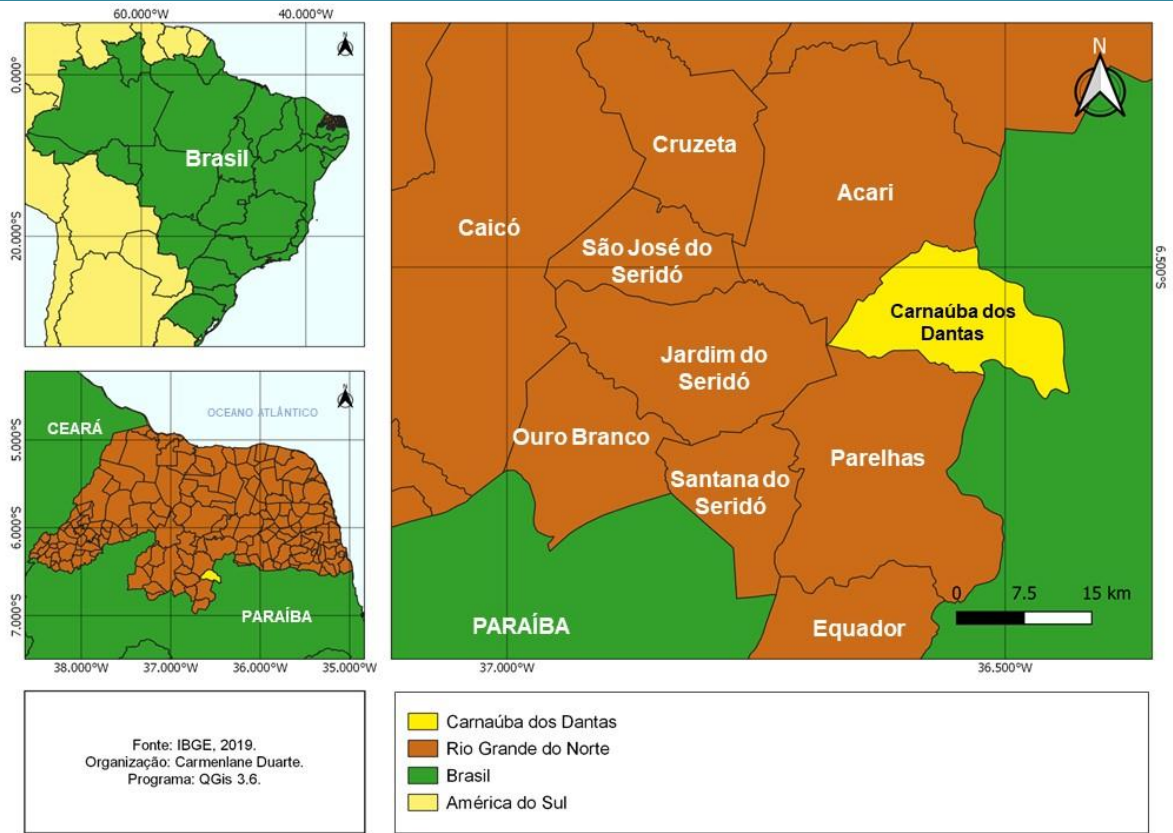 60.000°W
40.000°W
N
0.000°
20.000°S
Brasil
N
CEARÁ
OCEANO ATLÂNTICO
5.000°S
6.000°S
7.000°S
PARAÍBA
38.000°W
37.000°W
36.000°W
35.000°W
N
Cruzeta
Acari
Caicó
São José do
Seridó
6.500°S
Carnaúba dos
Dantas
Jardim do
Seridó
Ouro Branco
Parelhas
Santana do
Seridó
0
7.5
15 km
PARAÍBA
Equador
37.000°W
36.500°W
Fonte: IBGE, 2019.
Organização: Carmenlane Duarte.
Programa: QGis 3.6.
Carnaúba dos Dantas
Rio Grande do Norte
Brasil
América do Sul